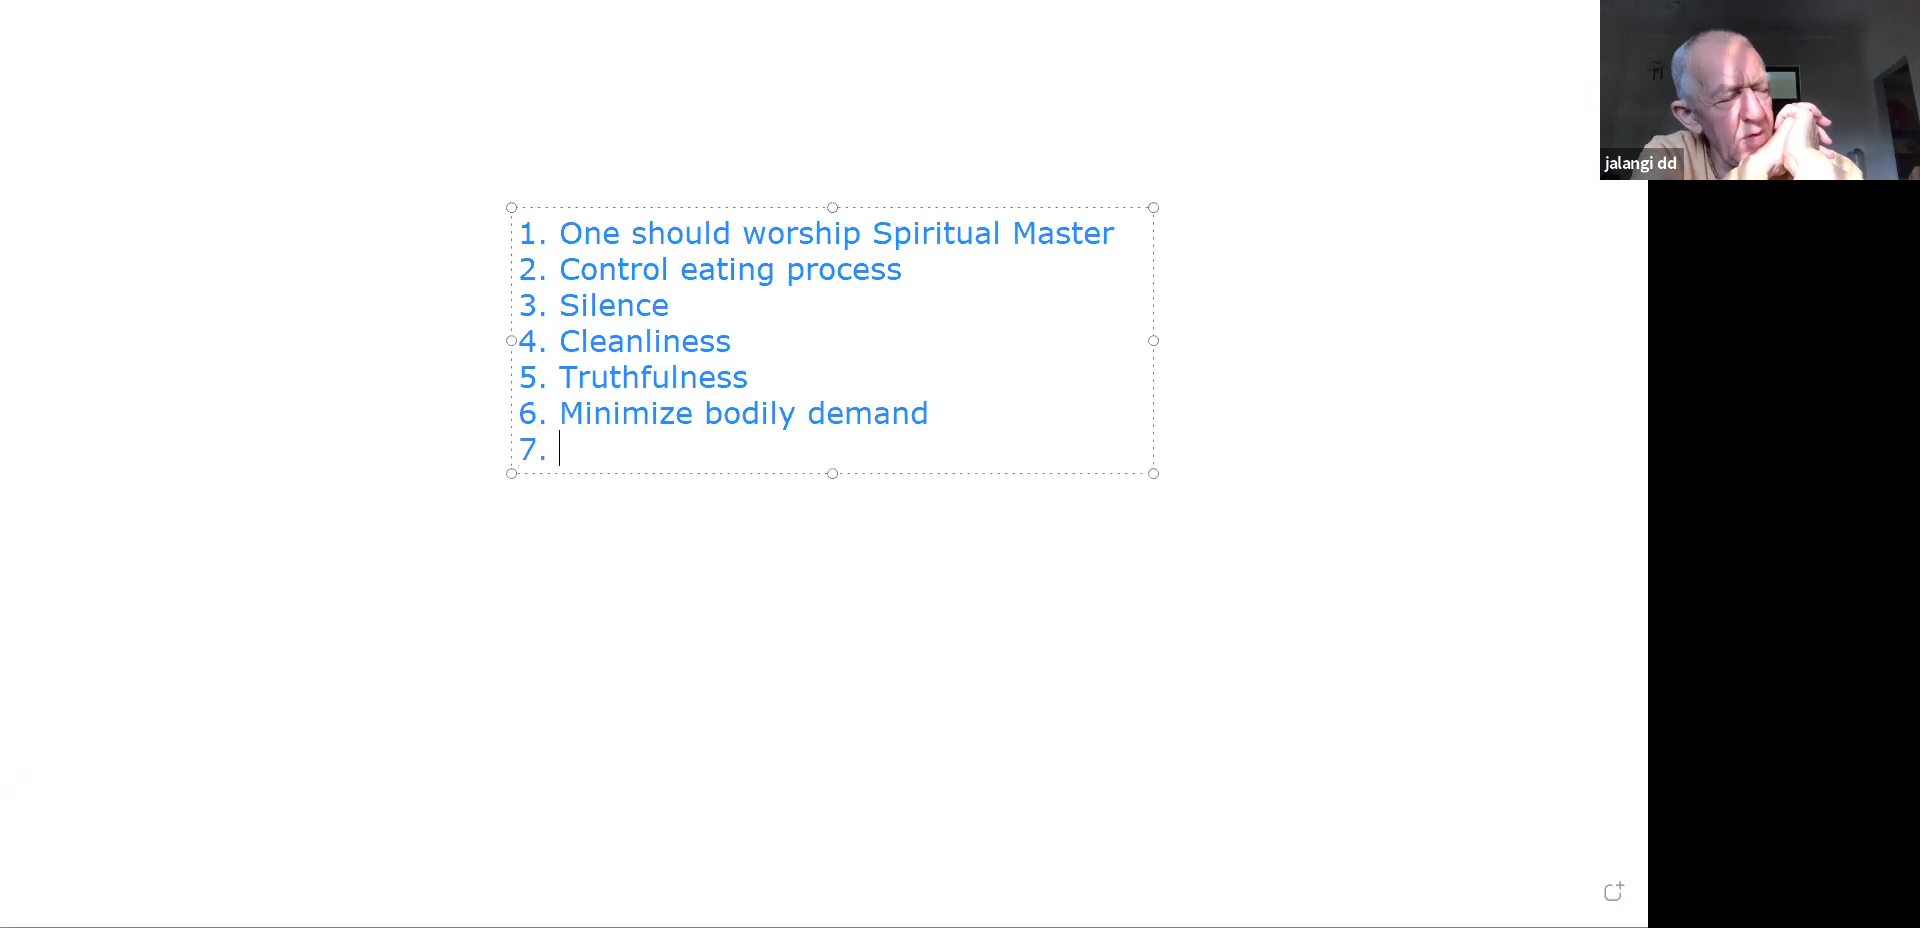 jalangi dd
1. One should worship Spiritual Master
2. Control eating process
3. Silence
4. Cleanliness
5. Truthfulness
6. Minimize bodily demand
7.